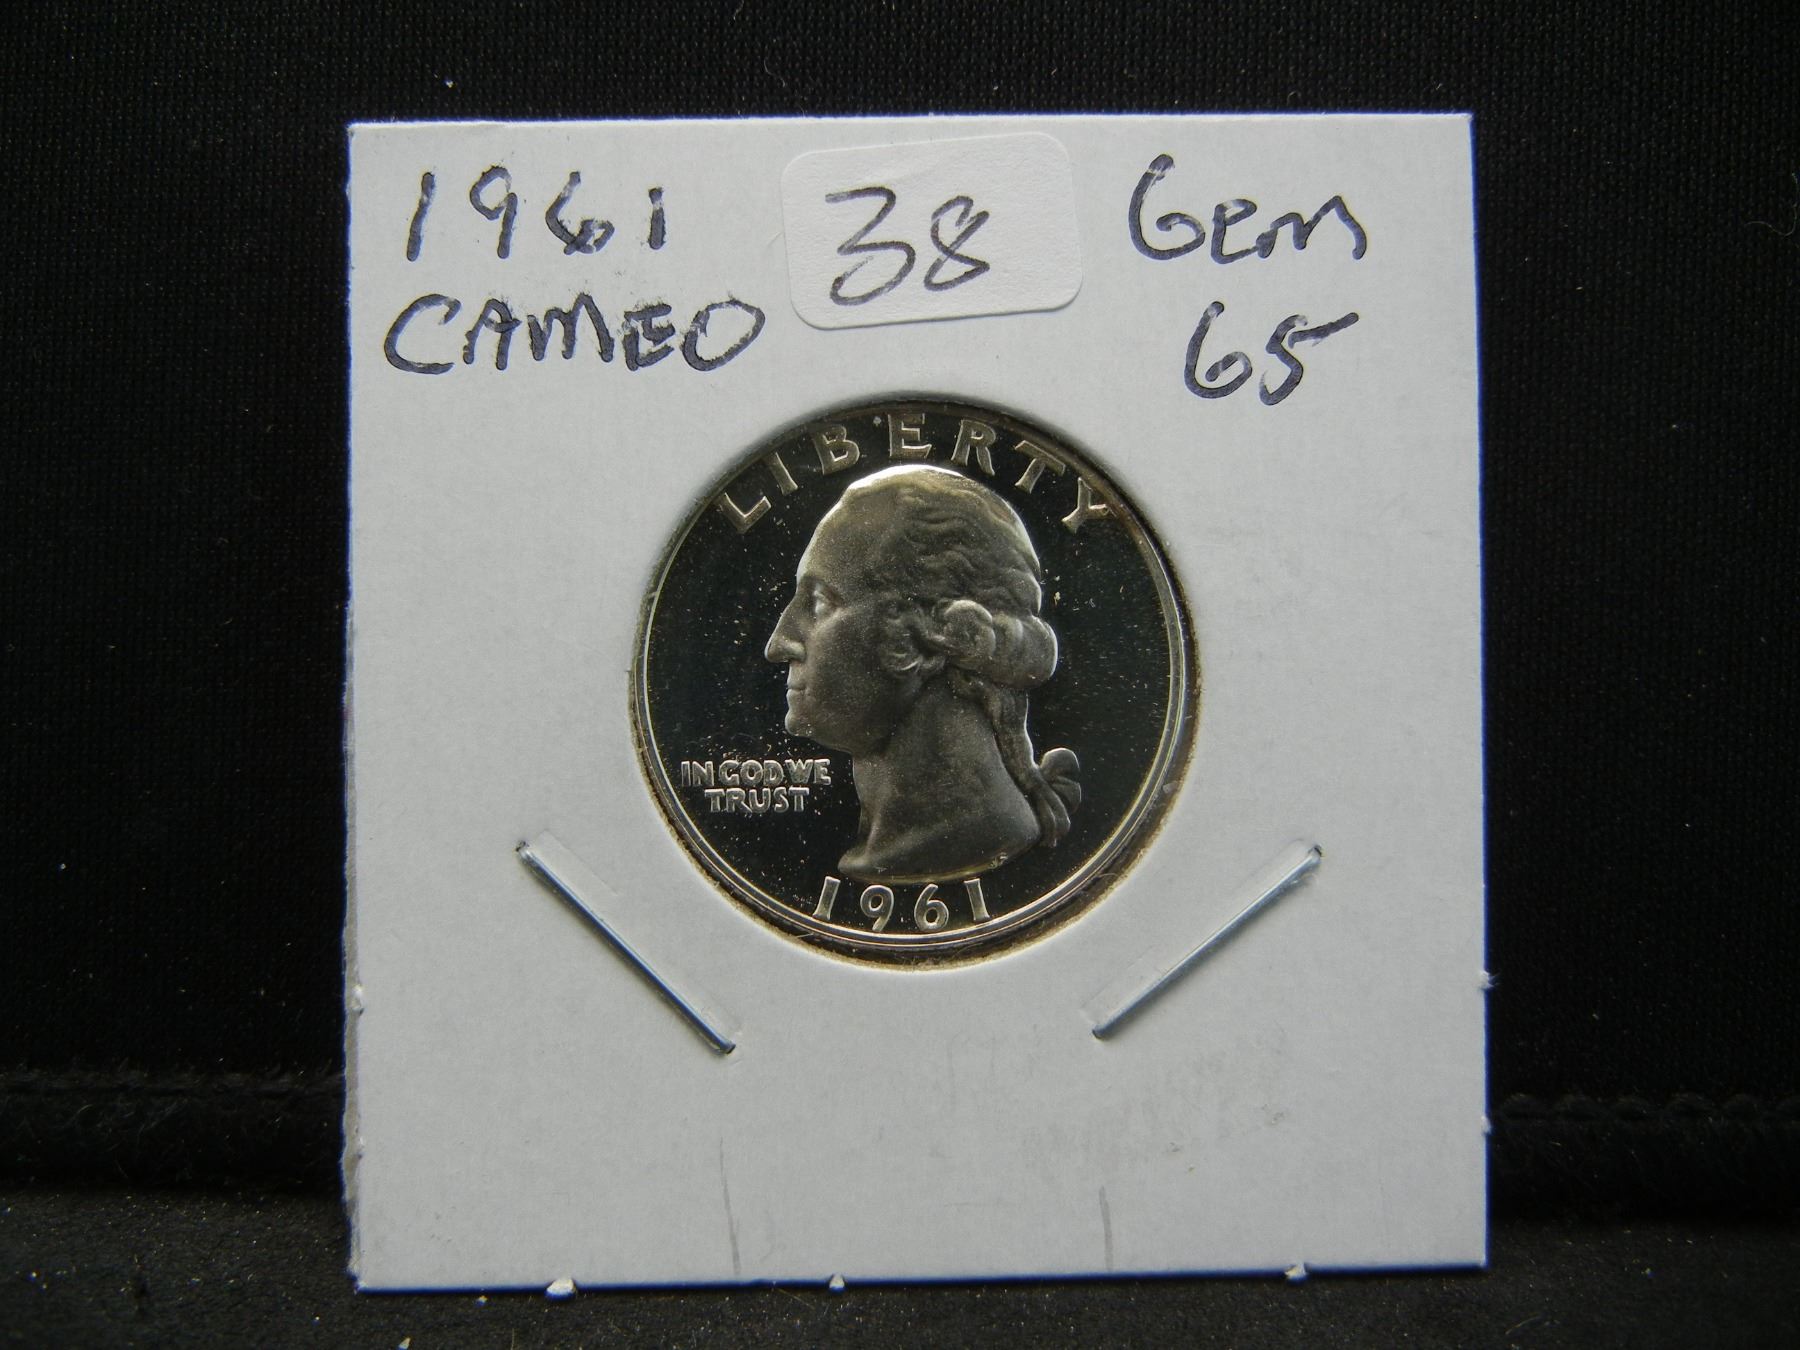 1961
CAMEO
38
Gem
65
LIBERTY
IN GOD WE
TRUST
1961